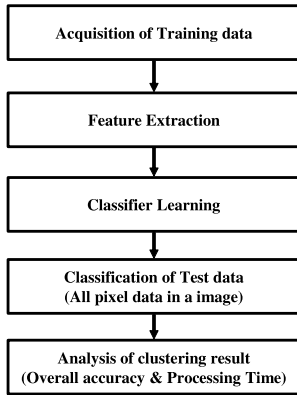 Acquisition of Training data
Feature Extraction
Classifier Learning
Classification of Test data
(All pixel data in a image)
Analysis of clustering result
(Overall accuracy & Processing Time)